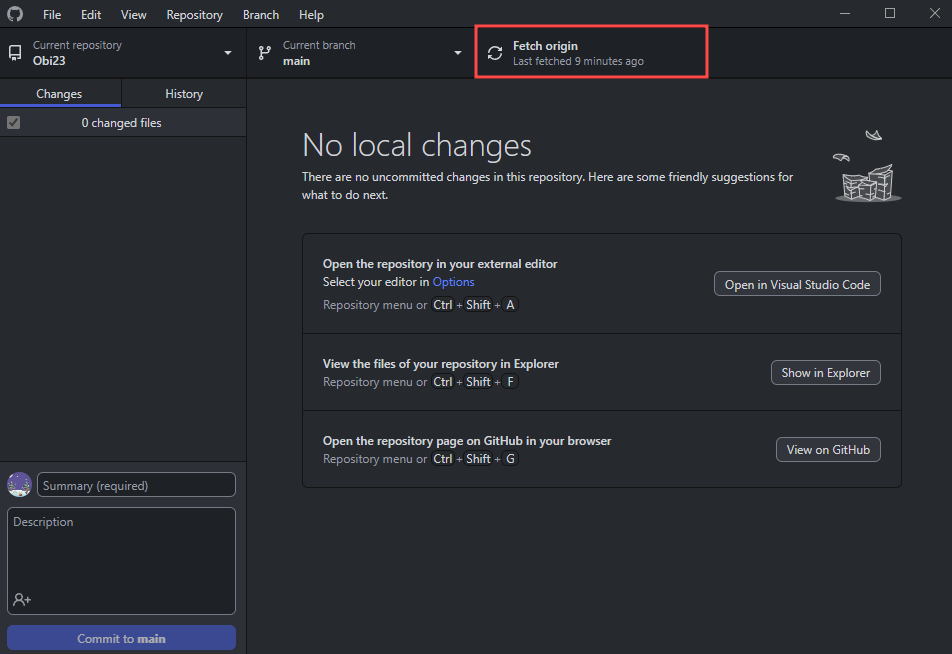 File Edit View Repository Branch Help
Current repository
Obi23
Current branch
main
Fetch origin
Last fetched 9 minutes ago
Changes
History
0 changed files
No local changes
There are no uncommitted changes in this repository. Here are some friendly suggestions for
what to do next.
Open the repository in your external editor
Select your editor in Options
Repository menu or Ctrl + Shift + A
Open in Visual Studio Code
View the files of your repository in Explorer
Repository menu or Ctrl + Shift + F
Show in Explorer
Open the repository page on GitHub in your browser
Repository menu or Ctrl + Shift + G
View on GitHub
Summary (required)
Description
Commit to main